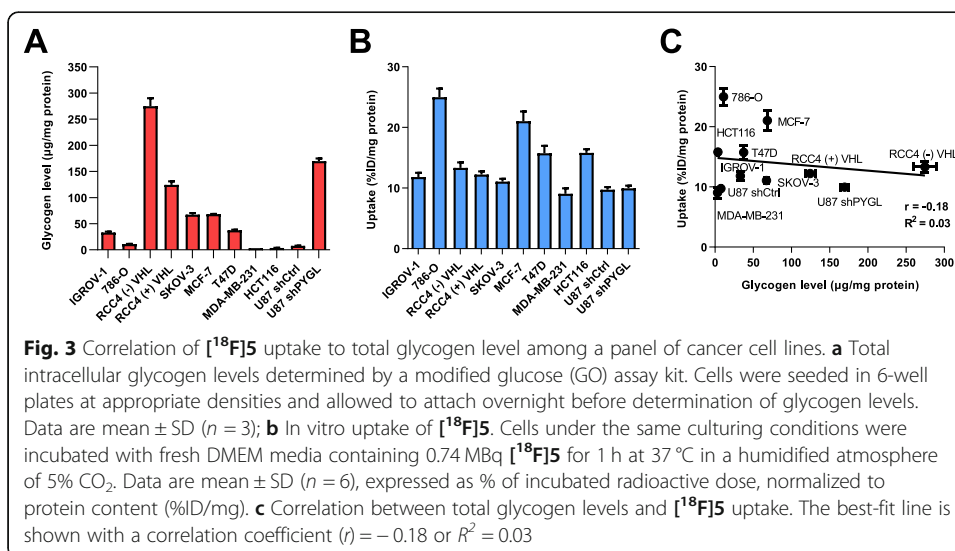 A
Glycogen level (µg/mg protein)
350
300
250
200
150
100
50
0
IGROV-1
786-O
RCC4 (-) VHL
RCC4 (+) VHL
SKOV-3
MCF-7
T47D
MDA-MB-231
HCT116
U87 shCtrl
U87 shPYGL
B
Uptake (%ID/mg protein)
30
20
10
0
IGROV-1
786-O
RCC4 (-) VHL
RCC4 (+) VHL
SKOV-3
MCF-7
T47D
MDA-MB-231
HCT116
U87 shCtrl
U87 shPYGL
C
Uptake (%ID/mg protein)
30
20
10
0
786-O
MCF-7
HCT116
T47D
RCC4 (+) VHL
RCC4 (-) VHL
IGROV-1
SKOV-3
U87 shCtrl
U87 shPYGL
MDA-MB-231
r = -0.18
R² = 0.03
0 50 100 150 200 250 300
Glycogen level (µg/mg protein)
Fig. 3 Correlation of [¹⁸F]5 uptake to total glycogen level among a panel of cancer cell lines. a Total
intracellular glycogen levels determined by a modified glucose (GO) assay kit. Cells were seeded in 6-well
plates at appropriate densities and allowed to attach overnight before determination of glycogen levels.
Data are mean ± SD (n = 3); b In vitro uptake of [¹⁸F]5. Cells under the same culturing conditions were
incubated with fresh DMEM media containing 0.74 MBq [¹⁸F]5 for 1 h at 37 °C in a humidified atmosphere
of 5% CO₂. Data are mean ± SD (n = 6), expressed as % of incubated radioactive dose, normalized to
protein content (%ID/mg). c Correlation between total glycogen levels and [¹⁸F]5 uptake. The best-fit line is
shown with a correlation coefficient (r) = − 0.18 or R² = 0.03